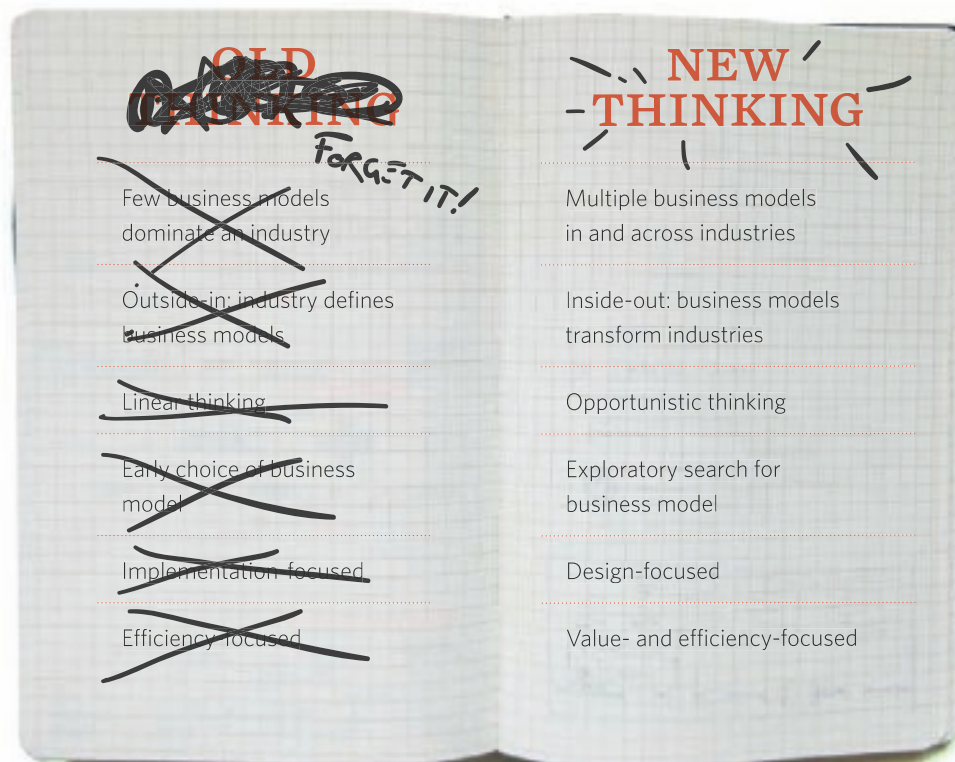 OLD
THINKING
FORGET IT!
Few business models
dominate an industry
Outside-in: industry defines
business models
Linear thinking
Early choice of business
model
Implementation-focused
Efficiency-focused
NEW
THINKING
Multiple business models
in and across industries
Inside-out: business models
transform industries
Opportunistic thinking
Exploratory search for
business model
Design-focused
Value- and efficiency-focused